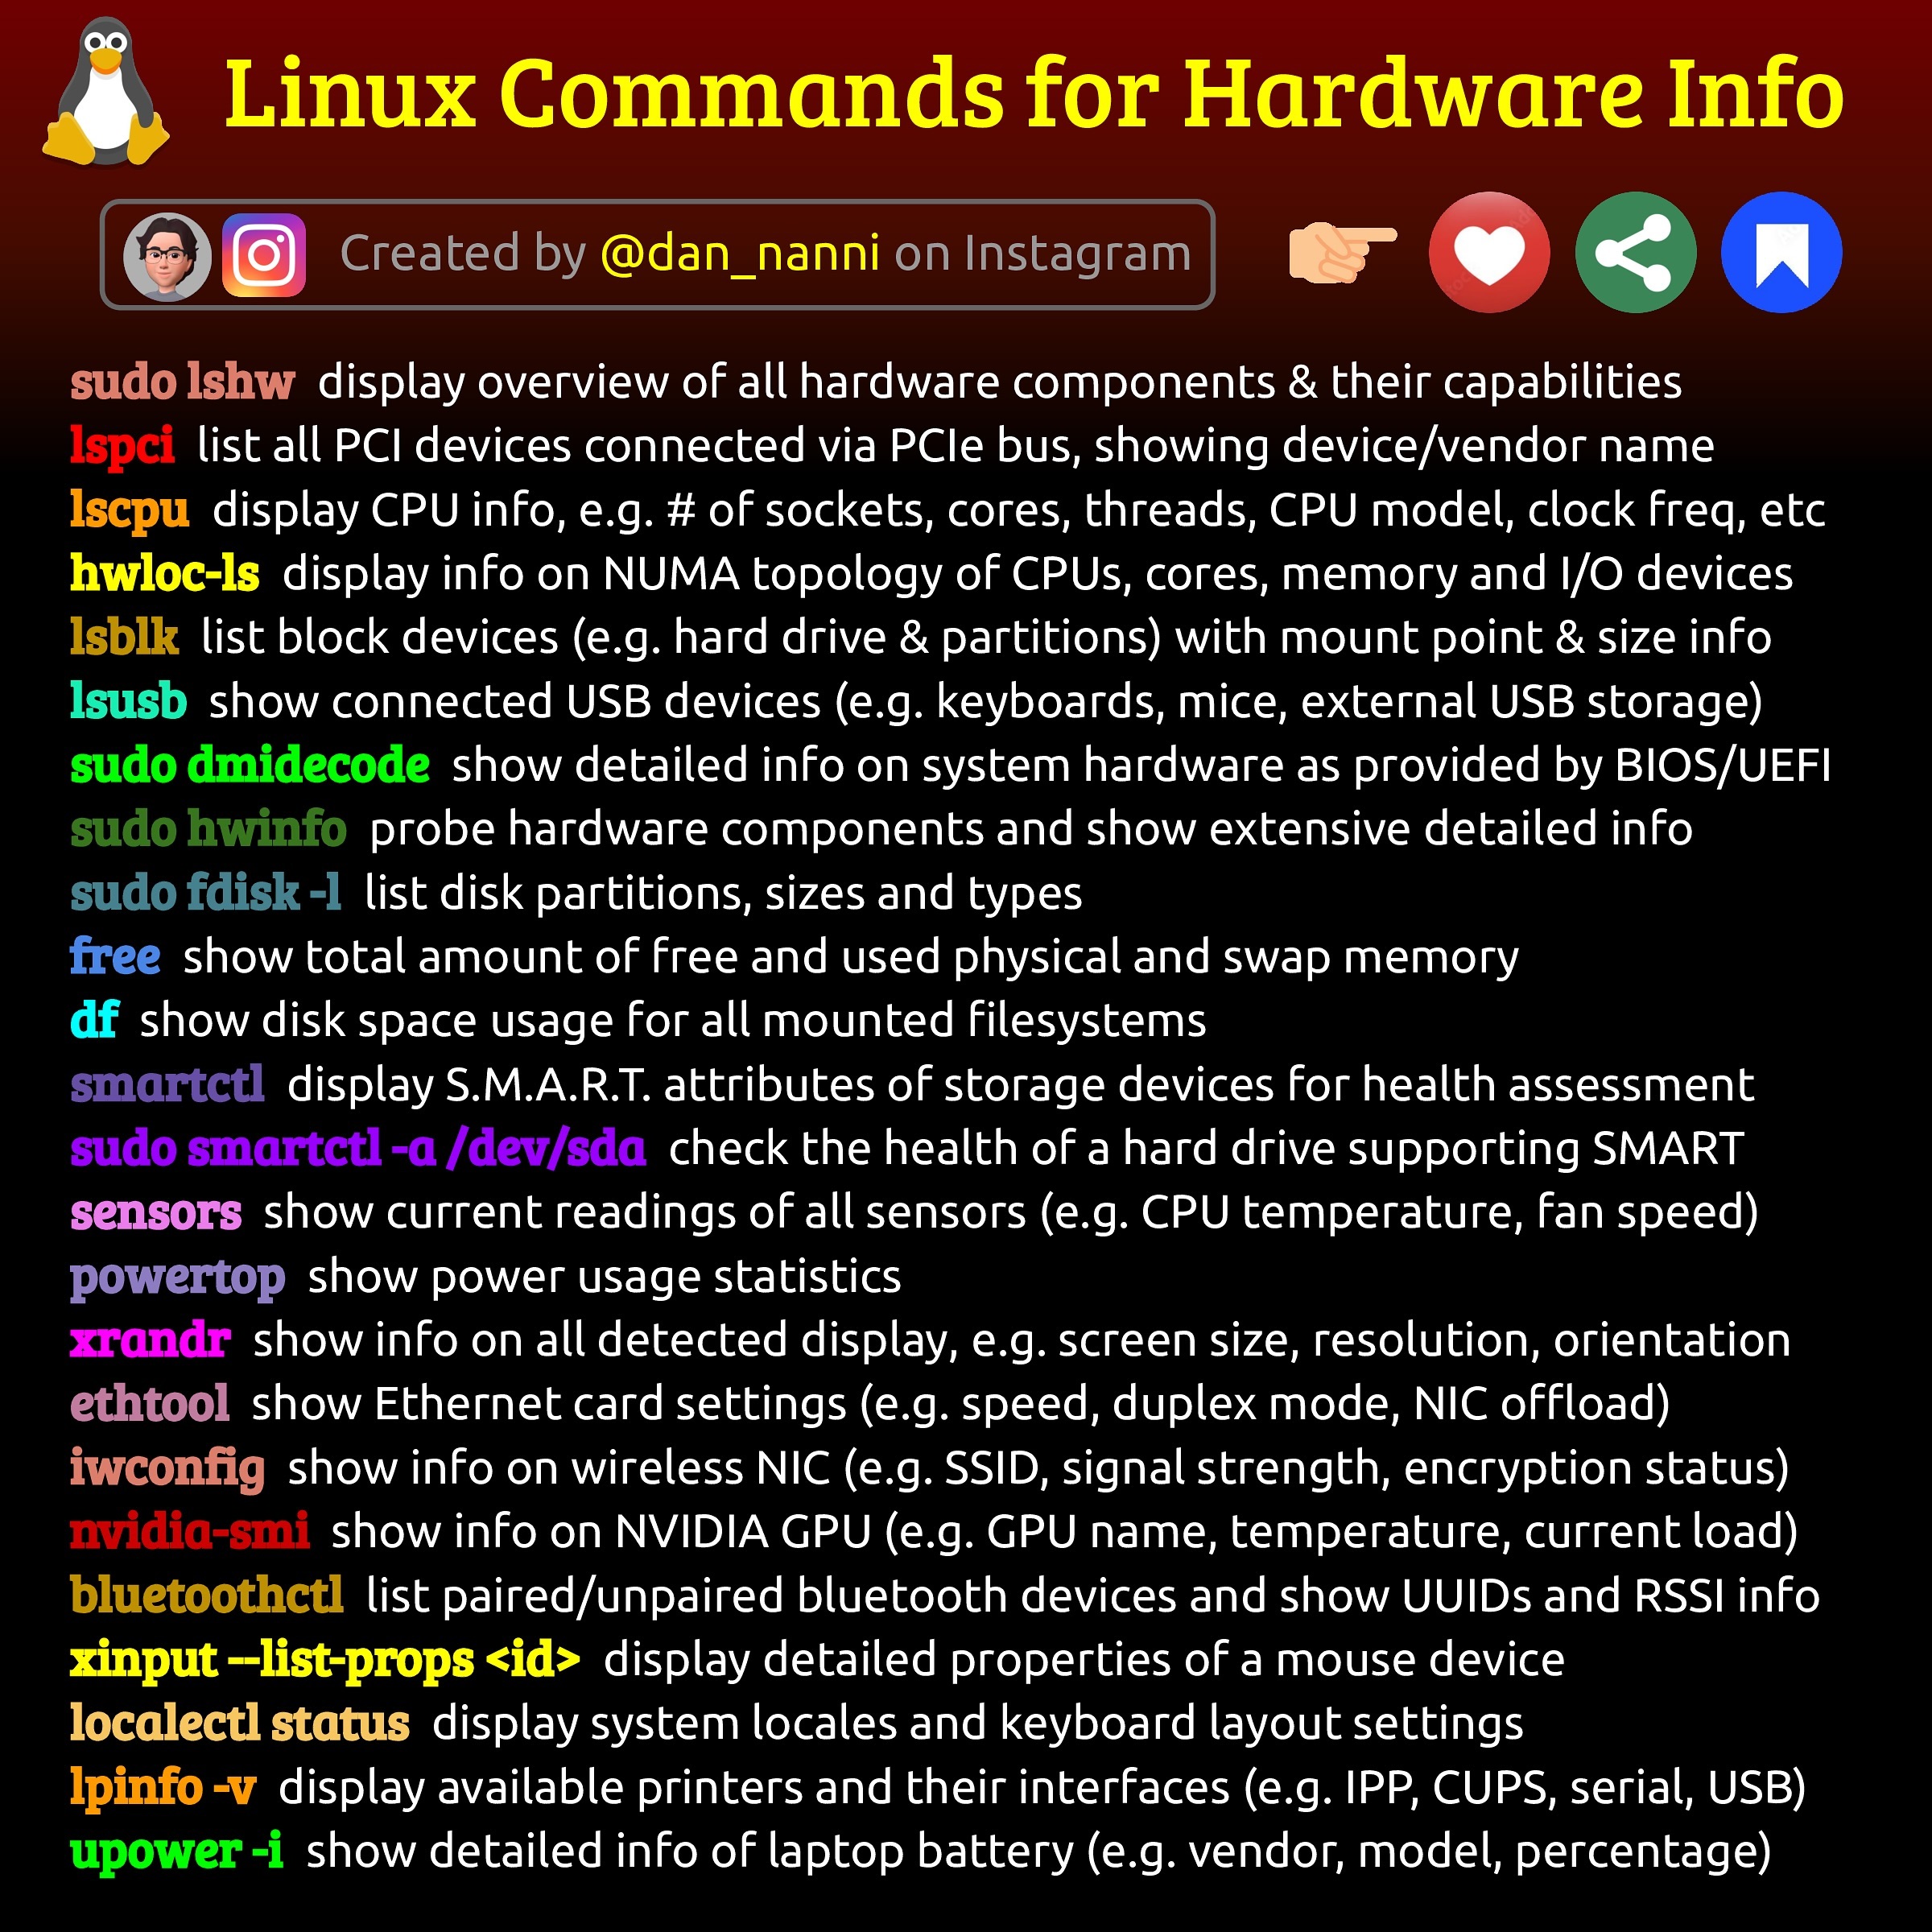 Linux Commands for Hardware Info
Created by @dan_nanni on Instagram
sudo lshw display overview of all hardware components & their capabilities
lspci list all PCI devices connected via PCIe bus, showing device/vendor name
lscpu display CPU info, e.g. # of sockets, cores, threads, CPU model, clock freq, etc
hwloc-ls display info on NUMA topology of CPUs, cores, memory and I/O devices
lsblk list block devices (e.g. hard drive & partitions) with mount point & size info
lsusb show connected USB devices (e.g. keyboards, mice, external USB storage)
sudo dmidecode show detailed info on system hardware as provided by BIOS/UEFI
sudo hwinfo probe hardware components and show extensive detailed info
sudo fdisk -l list disk partitions, sizes and types
free show total amount of free and used physical and swap memory
df show disk space usage for all mounted filesystems
smartctl display S.M.A.R.T. attributes of storage devices for health assessment
sudo smartctl -a /dev/sda check the health of a hard drive supporting SMART
sensors show current readings of all sensors (e.g. CPU temperature, fan speed)
powertop show power usage statistics
xrandr show info on all detected display, e.g. screen size, resolution, orientation
ethtool show Ethernet card settings (e.g. speed, duplex mode, NIC offload)
iwconfig show info on wireless NIC (e.g. SSID, signal strength, encryption status)
nvidia-smi show info on NVIDIA GPU (e.g. GPU name, temperature, current load)
bluetoothctl list paired/unpaired bluetooth devices and show UUIDs and RSSI info
xinput --list-props <id> display detailed properties of a mouse device
localectl status display system locales and keyboard layout settings
lpinfo -v display available printers and their interfaces (e.g. IPP, CUPS, serial, USB)
upower -i show detailed info of laptop battery (e.g. vendor, model, percentage)